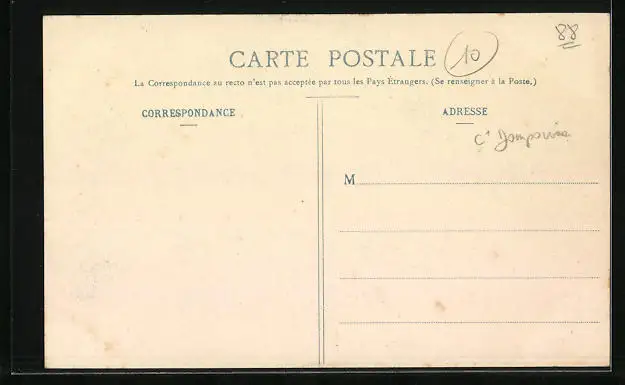 88
CARTE POSTALE 10
La Correspondance au recto n'est pas acceptée par tous les Pays Étrangers. (Se renseigner à la Poste.)
CORRESPONDANCE
ADRESSE
M